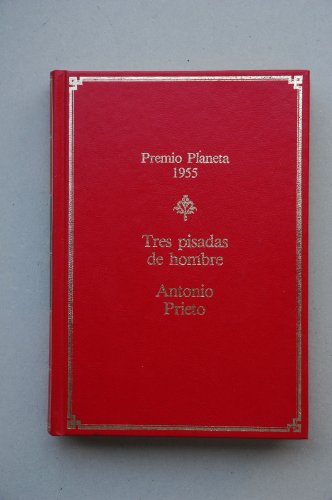 Premio Planeta
1955
Tres pisadas
de hombre
Antonio
Prieto